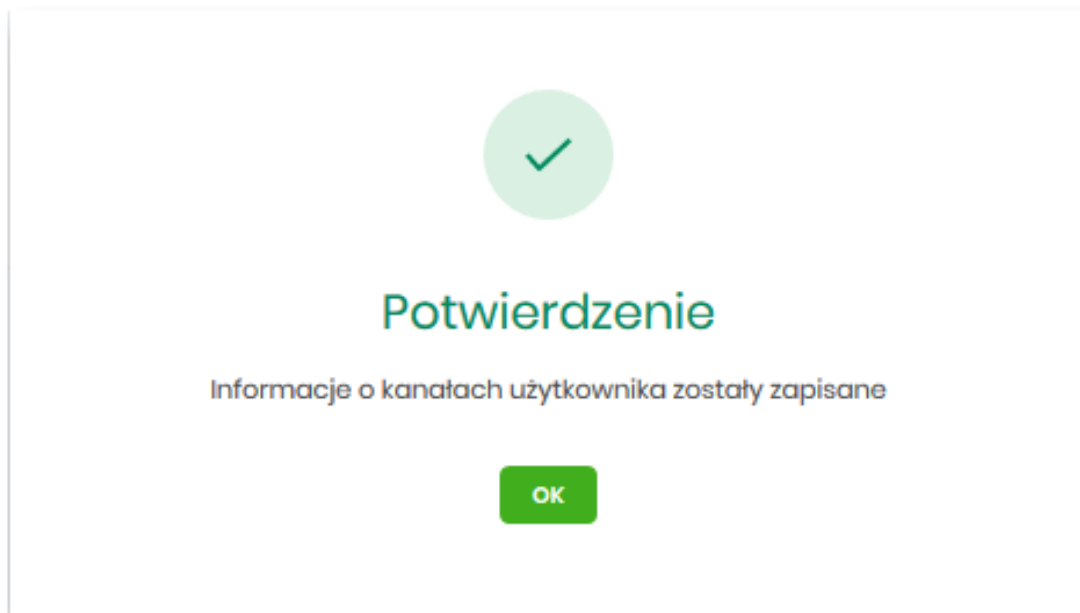 Potwierdzenie
Informacje o kanałach użytkownika zostały zapisane
OK